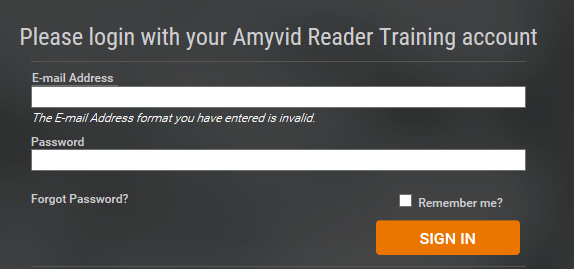 Please login with your Amyvid Reader Training account
E-mail Address
The E-mail Address format you have entered is invalid.
Password
Forgot Password?
Remember me?
SIGN IN